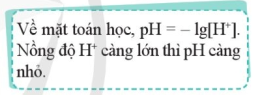 Về mặt toán học, pH = – lg[H⁺].
Nồng độ H⁺ càng lớn thì pH càng
nhỏ.